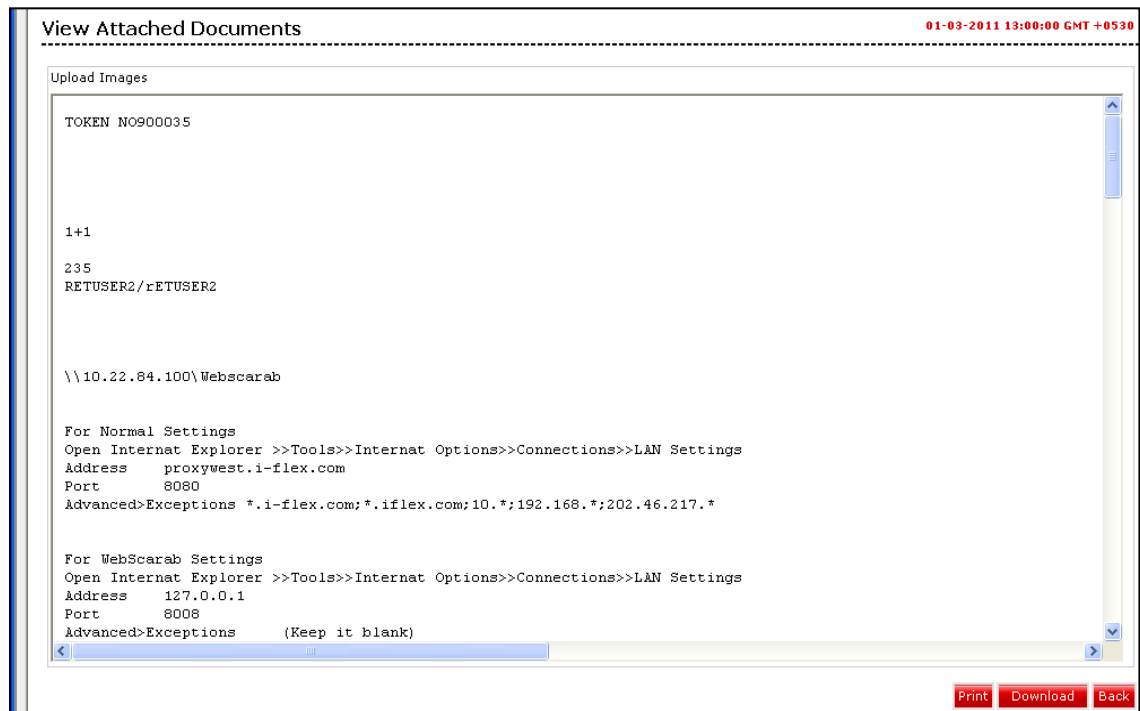 View Attached Documents
01-03-2011 13:00:00 GMT +0530
Upload Images
TOKEN NO900035
1+1
235
RETUSER2/rETUSER2
\\10.22.84.100\Webscarab
For Normal Settings
Open Internat Explorer >>Tools>>Internat Options>>Connections>>LAN Settings
Address    proxywest.i-flex.com
Port       8080
Advanced>Exceptions *.i-flex.com;*.iflex.com;10.*;192.168.*;202.46.217.*
For WebScarab Settings
Open Internat Explorer >>Tools>>Internat Options>>Connections>>LAN Settings
Address    127.0.0.1
Port       8008
Advanced>Exceptions     (Keep it blank)
Print Download Back